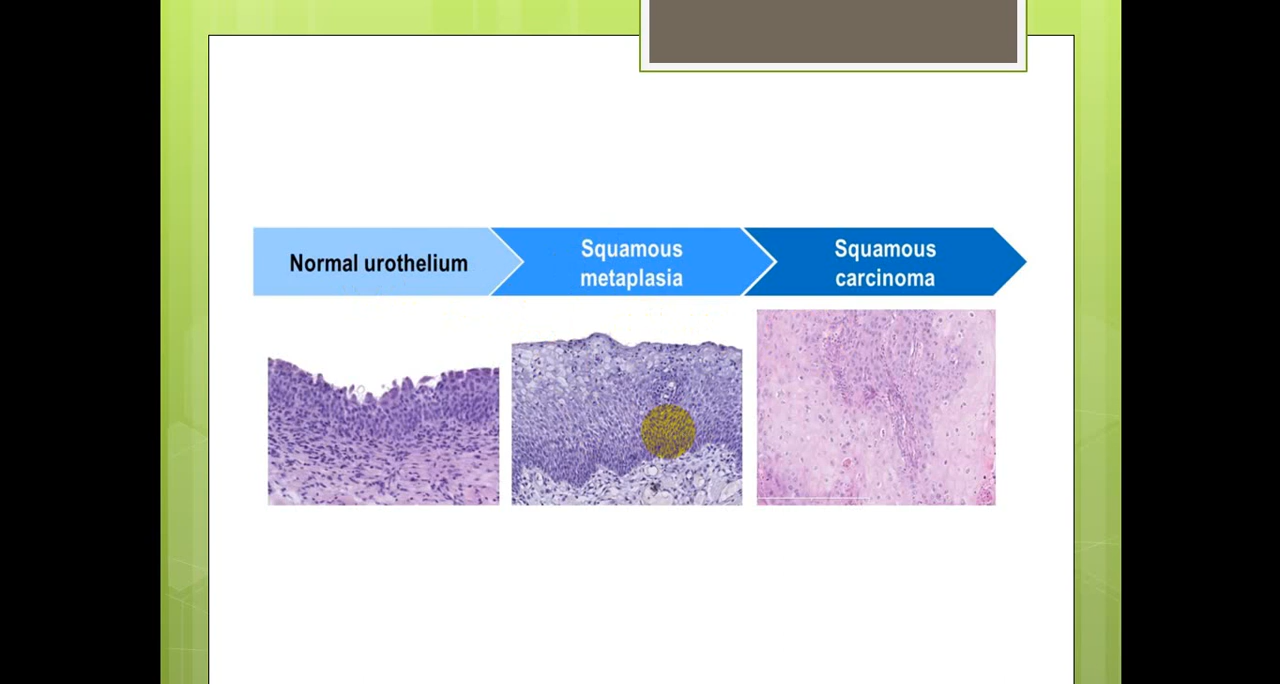 Normal urothelium
Squamous
metaplasia
Squamous
carcinoma